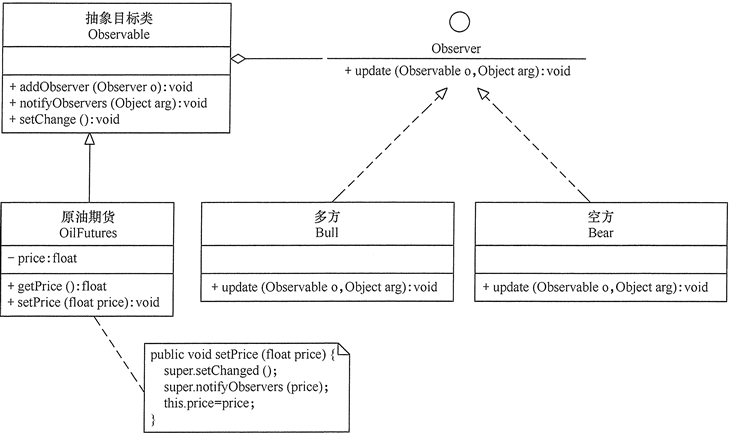 抽象目标类
Observable
+ addObserver (Observer o):void
+ notifyObservers (Object arg):void
+ setChange ():void
Observer
+ update (Observable o,Object arg):void
原油期货
OilFutures
− price:float
+ getPrice ():float
+ setPrice (float price):void
多方
Bull
+ update (Observable o,Object arg):void
空方
Bear
+ update (Observable o,Object arg):void
public void setPrice (float price) {
super.setChanged ();
super.notifyObservers (price);
this.price=price;
}